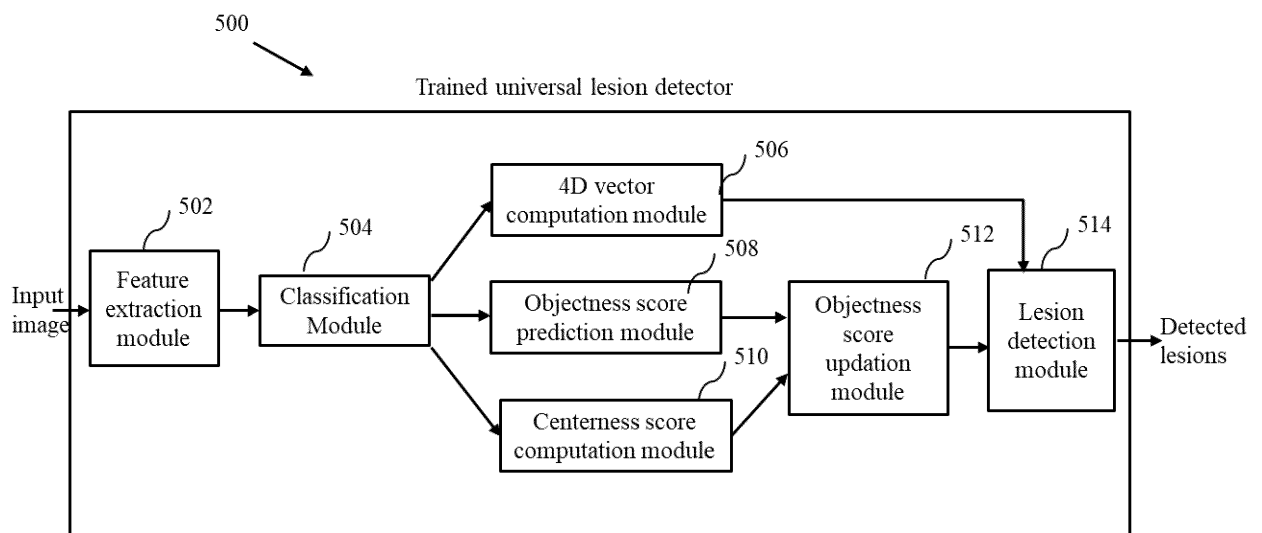 500
Trained universal lesion detector
506
4D vector
computation module
502
504
508
512
514
Input
image
Feature
extraction
module
Classification
Module
Objectness score
prediction module
Objectness
score
updation
module
Lesion
detection
module
Detected
lesions
510
Centerness score
computation module